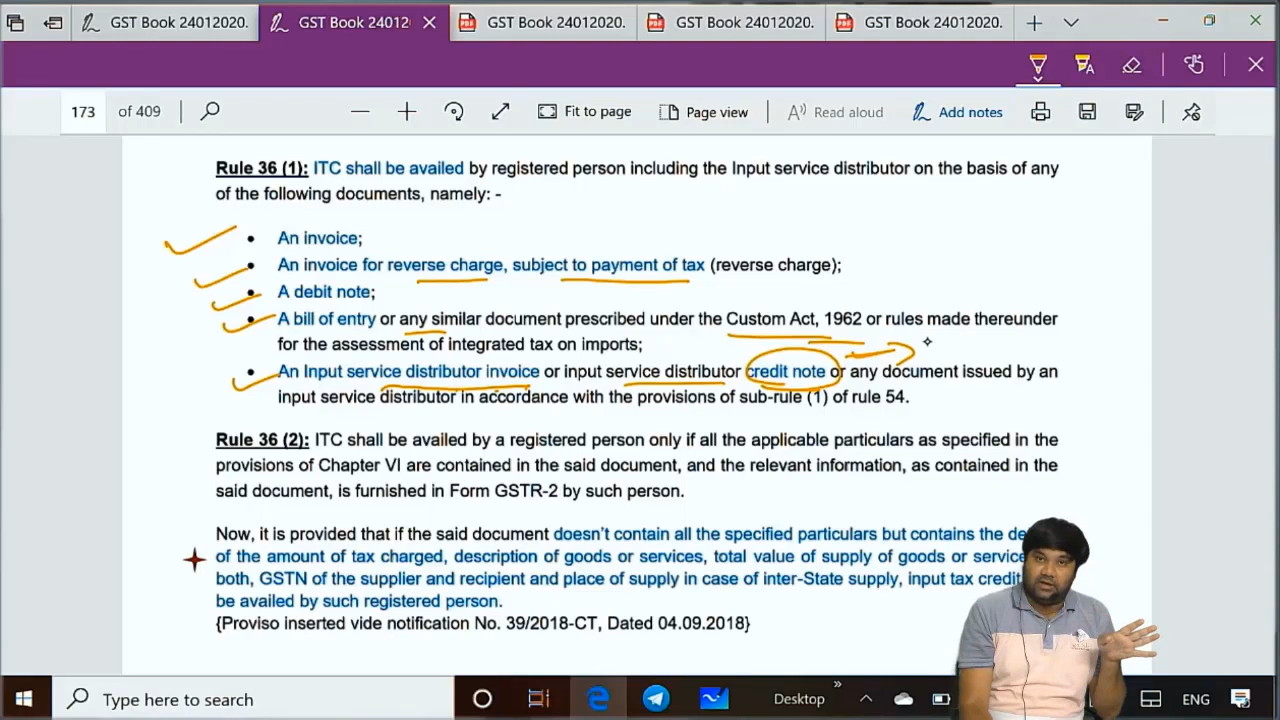 GST Book 24012020.
GST Book 24012
GST Book 24012020.
GST Book 24012020.
GST Book 24012020.
173 of 409
Fit to page
Page view
Read aloud
Add notes
Rule 36 (1): ITC shall be availed by registered person including the Input service distributor on the basis of any
of the following documents, namely: -
• An invoice;
• An invoice for reverse charge, subject to payment of tax (reverse charge);
• A debit note;
• A bill of entry or any similar document prescribed under the Custom Act, 1962 or rules made thereunder
for the assessment of integrated tax on imports;
• An Input service distributor invoice or input service distributor credit note or any document issued by an
input service distributor in accordance with the provisions of sub-rule (1) of rule 54.
Rule 36 (2): ITC shall be availed by a registered person only if all the applicable particulars as specified in the
provisions of Chapter VI are contained in the said document, and the relevant information, as contained in the
said document, is furnished in Form GSTR-2 by such person.
Now, it is provided that if the said document doesn't contain all the specified particulars but contains the de
of the amount of tax charged, description of goods or services, total value of supply of goods or service
both, GSTN of the supplier and recipient and place of supply in case of inter-State supply, input tax credit
be availed by such registered person.
{Proviso inserted vide notification No. 39/2018-CT, Dated 04.09.2018}
Type here to search
Desktop
ENG